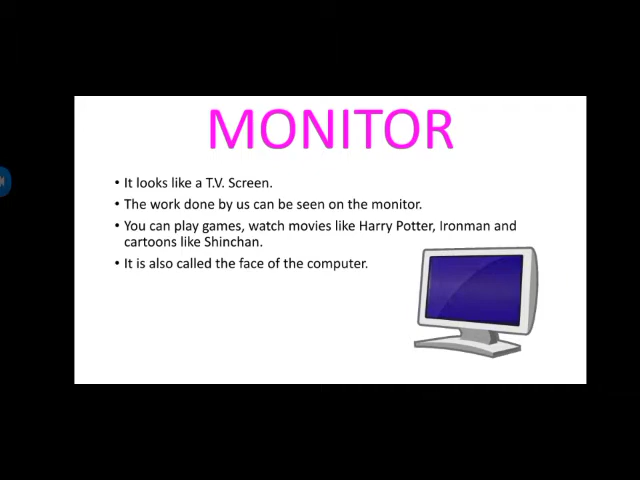 MONITOR
• It looks like a T.V. Screen.
• The work done by us can be seen on the monitor.
• You can play games, watch movies like Harry Potter, Ironman and
cartoons like Shinchan.
• It is also called the face of the computer.